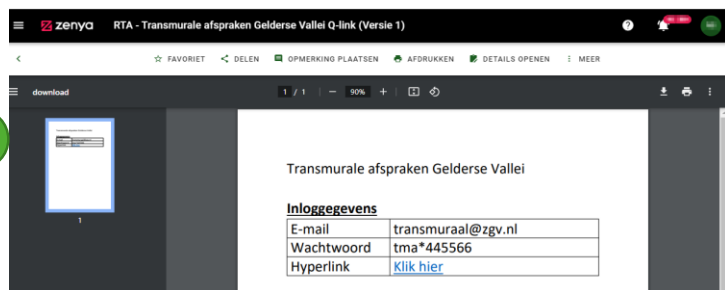 zenya RTA - Transmurale afspraken Gelderse Vallei Q-link (Versie 1)
FAVORIET DELEN OPMERKING PLAATSEN AFDRUKKEN DETAILS OPENEN MEER
download 1 / 1 90%
1
Transmurale afspraken Gelderse Vallei
Inloggegevens
E-mail transmuraal@zgv.nl
Wachtwoord tma*445566
Hyperlink Klik hier